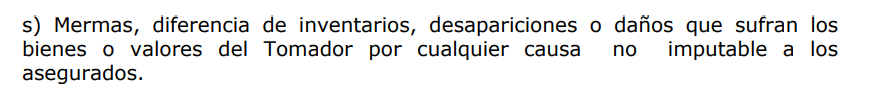 s) Mermas, diferencia de inventarios, desapariciones o daños que sufran los
bienes o valores del Tomador por cualquier causa no imputable a los
asegurados.